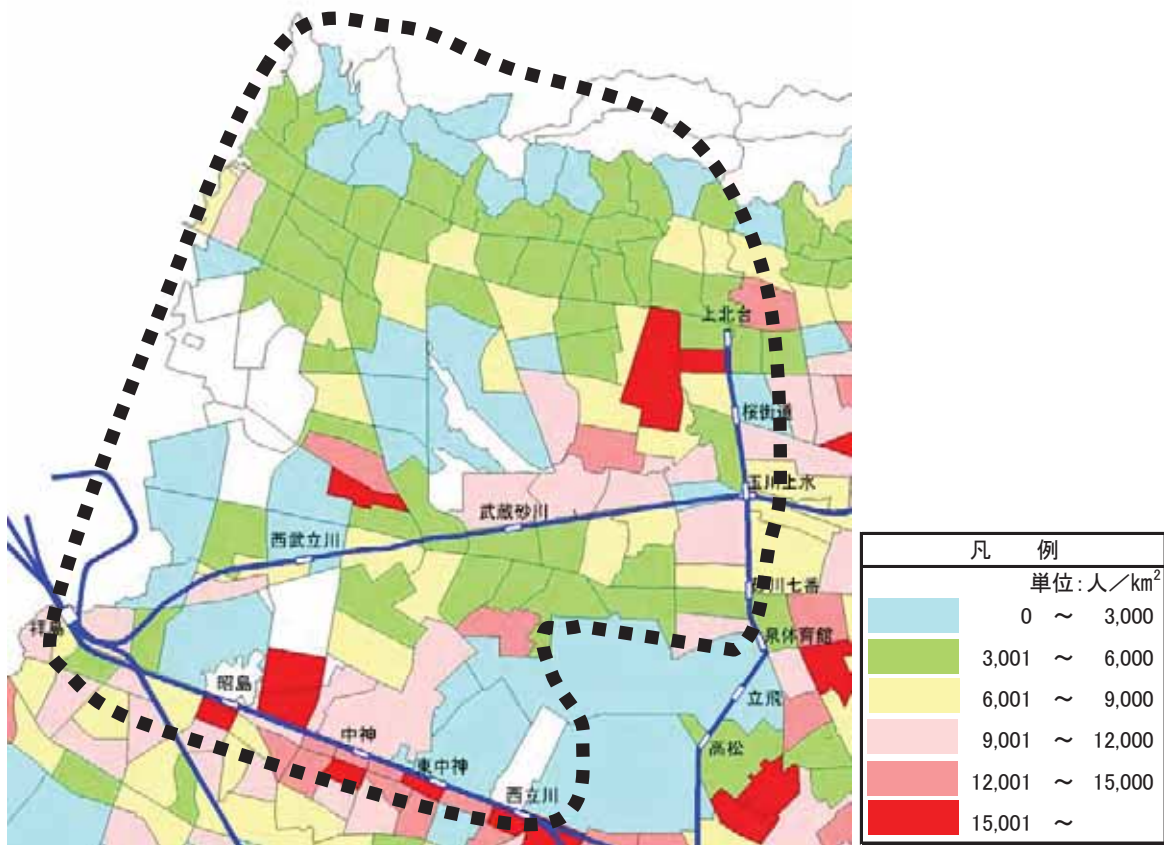 上北台
桜街道
玉川上水
武蔵砂川
西武立川
砂川七番
拝島
泉体育館
昭島
立飛
中神
高松
東中神
西立川
凡 例
単位:人／km²
0 ～ 3,000
3,001 ～ 6,000
6,001 ～ 9,000
9,001 ～ 12,000
12,001 ～ 15,000
15,001 ～